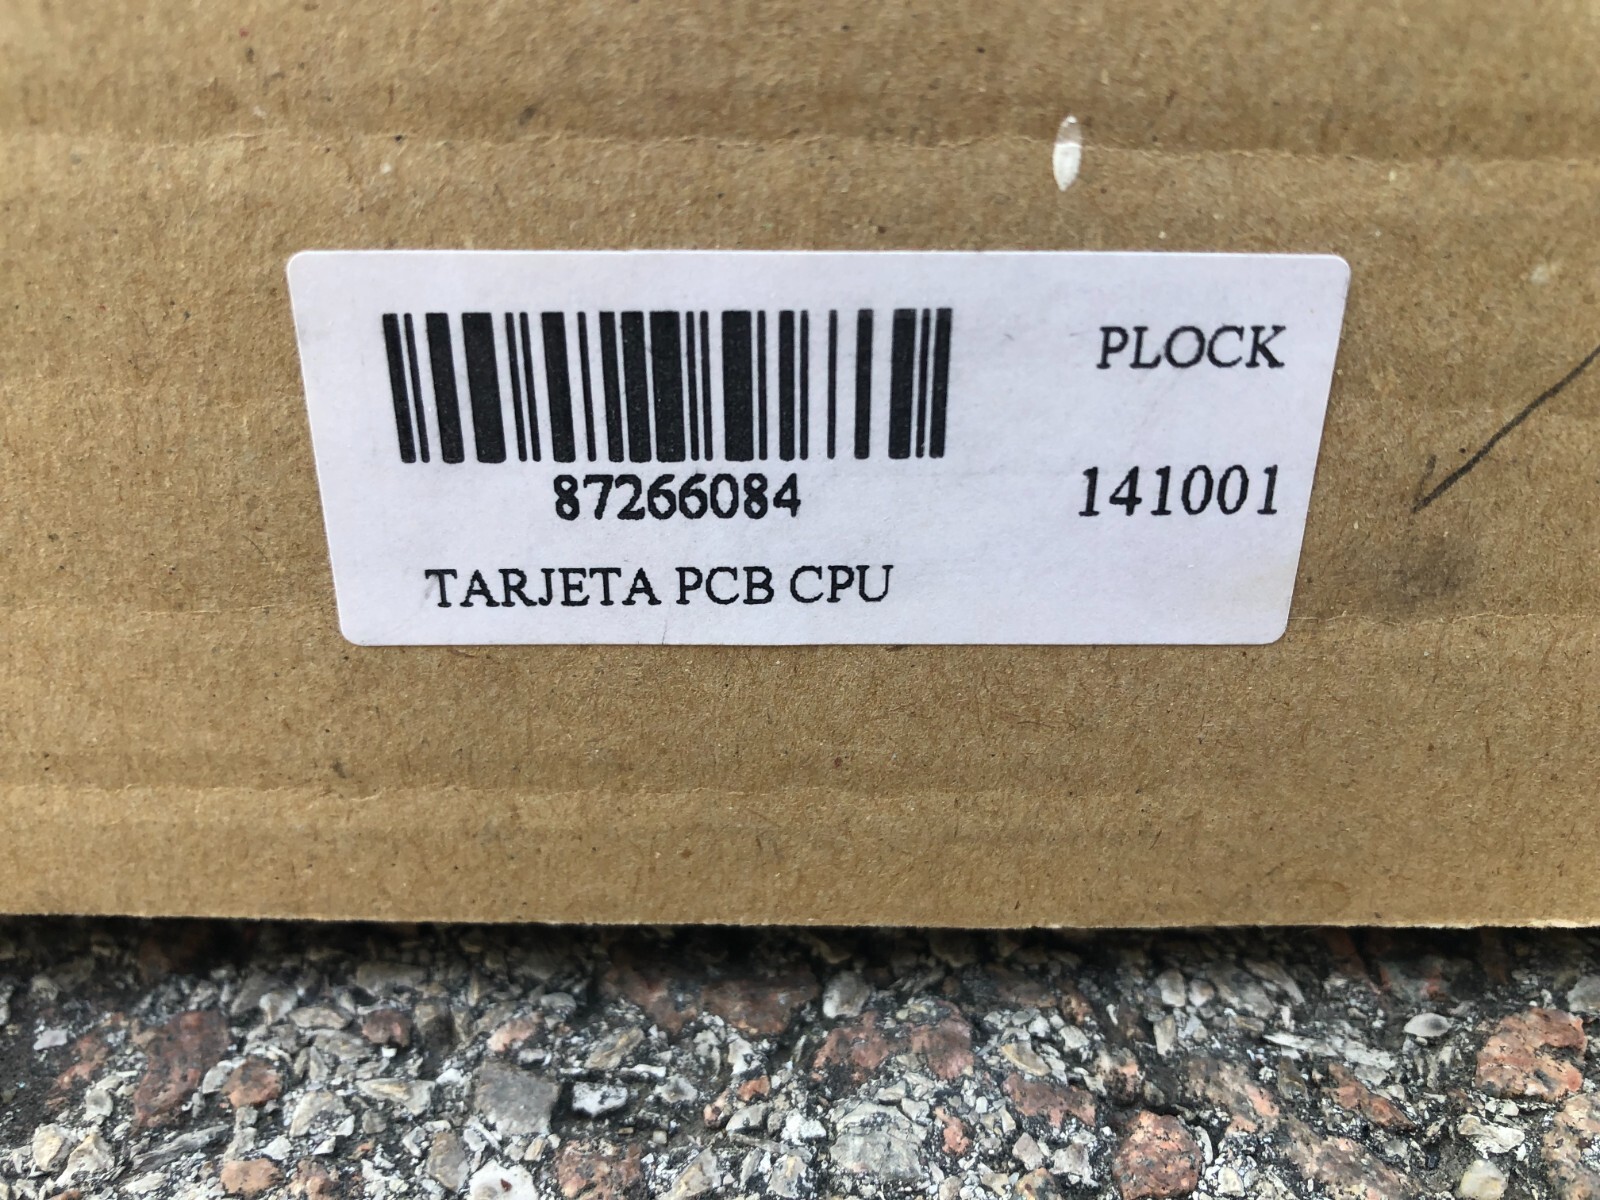 PLOCK
87266084
141001
TARJETA PCB CPU